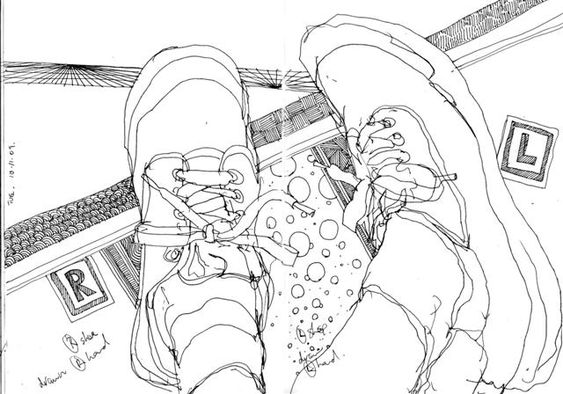 TUE. 10.11.09.
L
R
Ⓡ shoe
drawn Ⓡ hand
shoe
drawn Ⓛ hand.